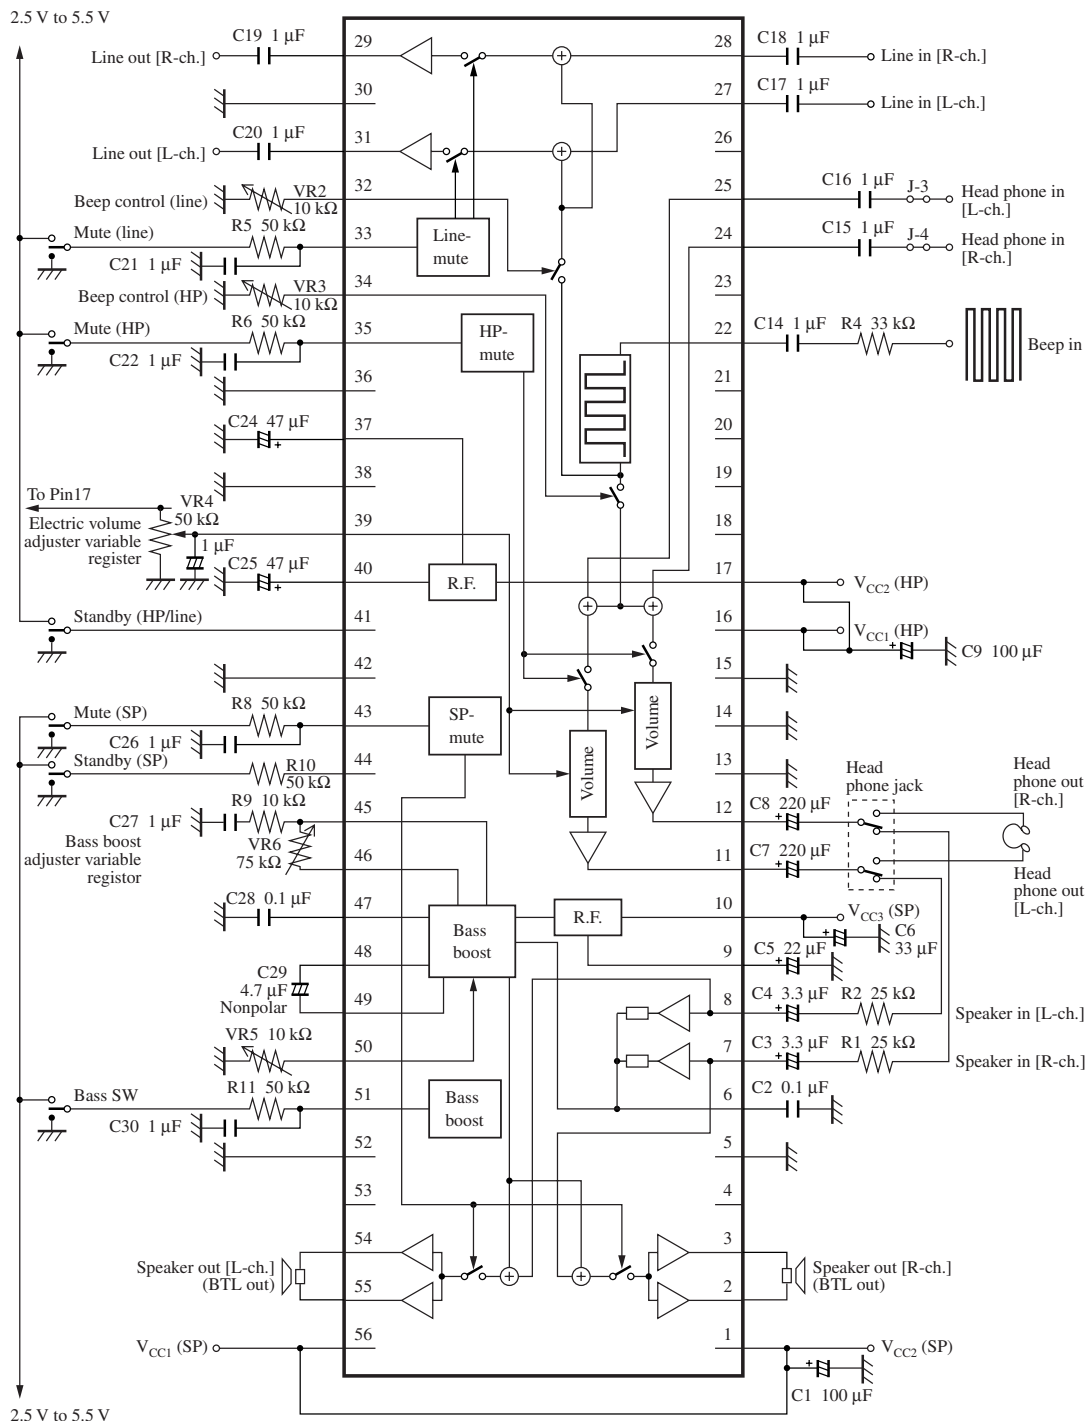 2.5 V to 5.5 V
Line out [R-ch.]
C19 1 μF
29
28
C18 1 μF
Line in [R-ch.]
30
27
C17 1 μF
Line in [L-ch.]
Line out [L-ch.]
C20 1 μF
31
26
Beep control (line)
VR2
10 kΩ
32
25
C16 1 μF
J-3
Head phone in
[L-ch.]
Mute (line)
R5 50 kΩ
C21 1 μF
33
Line-
mute
24
C15 1 μF
J-4
Head phone in
[R-ch.]
Beep control (HP)
VR3
10 kΩ
34
23
Mute (HP)
R6 50 kΩ
C22 1 μF
35
HP-
mute
22
C14 1 μF
R4 33 kΩ
Beep in
36
21
C24 47 μF
+
37
20
38
19
To Pin17
VR4
50 kΩ
Electric volume
adjuster variable
register
1 μF
39
18
C25 47 μF
+
40
R.F.
17
VCC2 (HP)
Standby (HP/line)
41
16
VCC1 (HP)
+
C9 100 μF
+
+
42
15
Mute (SP)
R8 50 kΩ
C26 1 μF
43
SP-
mute
Volume
Volume
14
Standby (SP)
R10
50 kΩ
44
13
C27 1 μF
R9 10 kΩ
Bass boost
adjuster variable
registor
VR6
75 kΩ
45
12
C8 220 μF
+
Head
phone jack
Head
phone out
[R-ch.]
46
11
C7 220 μF
+
Head
phone out
[L-ch.]
C28 0.1 μF
47
Bass
boost
R.F.
10
VCC3 (SP)
+
C6
33 μF
48
9
C5 22 μF
+
C29
4.7 μF
Nonpolar
49
8
C4 3.3 μF
+
R2 25 kΩ
Speaker in [L-ch.]
VR5 10 kΩ
50
7
C3 3.3 μF
+
R1 25 kΩ
Speaker in [R-ch.]
Bass SW
R11 50 kΩ
C30 1 μF
51
Bass
boost
6
C2 0.1 μF
52
5
53
4
54
3
Speaker out [L-ch.]
(BTL out)
Speaker out [R-ch.]
(BTL out)
55
2
VCC1 (SP)
56
1
VCC2 (SP)
+
C1 100 μF
2.5 V to 5.5 V